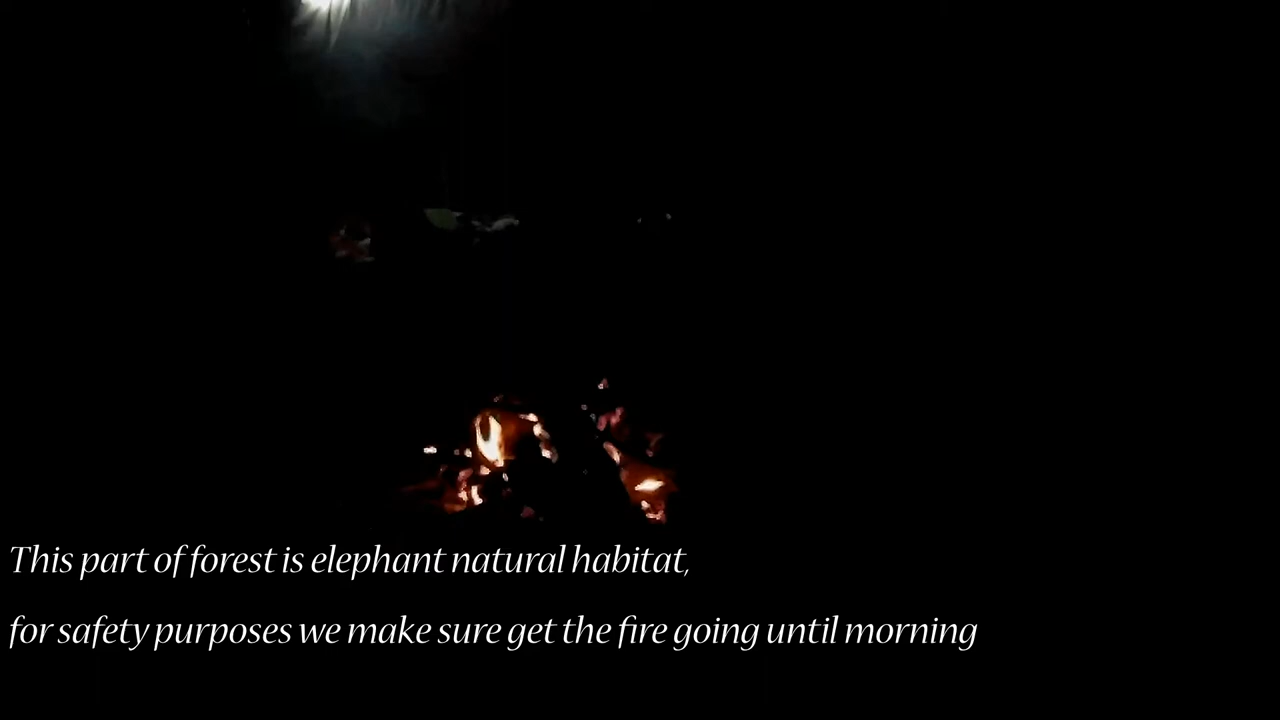 This part of forest is elephant natural habitat,
for safety purposes we make sure get the fire going until morning